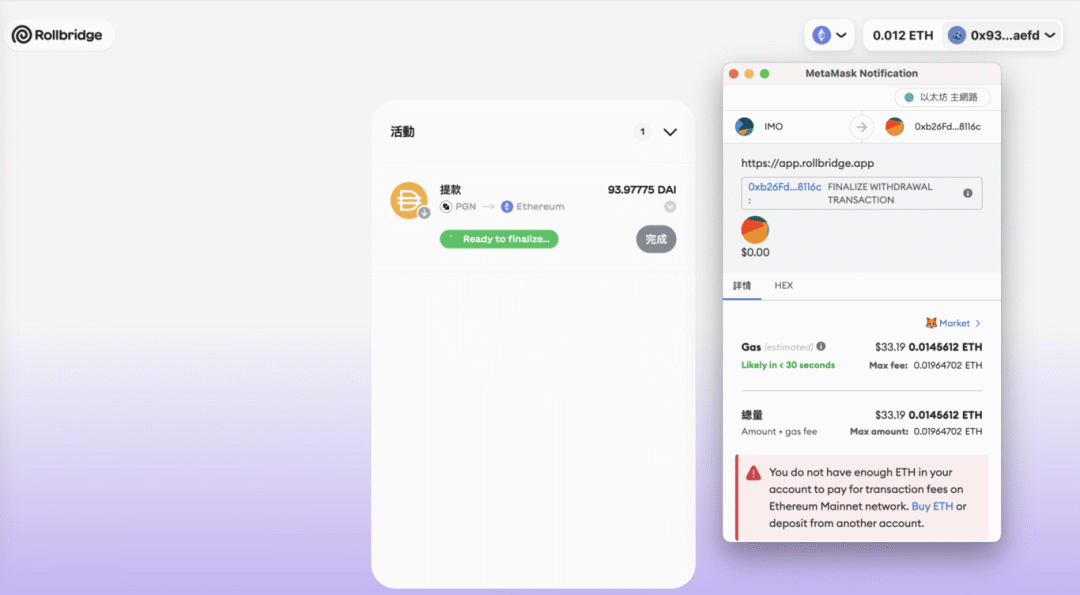 Rollbridge
0.012 ETH
0x93...aefd
活動
1
提款
93.97775 DAI
PGN → Ethereum
Ready to finalize...
完成
MetaMask Notification
以太坊 主網路
IMO
0xb26Fd...8116c
https://app.rollbridge.app
0xb26Fd...8116c FINALIZE WITHDRAWAL
: TRANSACTION
$0.00
詳情
HEX
Market >
Gas (estimated) $33.19 0.0145612 ETH
Likely in < 30 seconds Max fee: 0.01964702 ETH
總量 $33.19 0.0145612 ETH
Amount + gas fee Max amount: 0.01964702 ETH
You do not have enough ETH in your
account to pay for transaction fees on
Ethereum Mainnet network. Buy ETH or
deposit from another account.